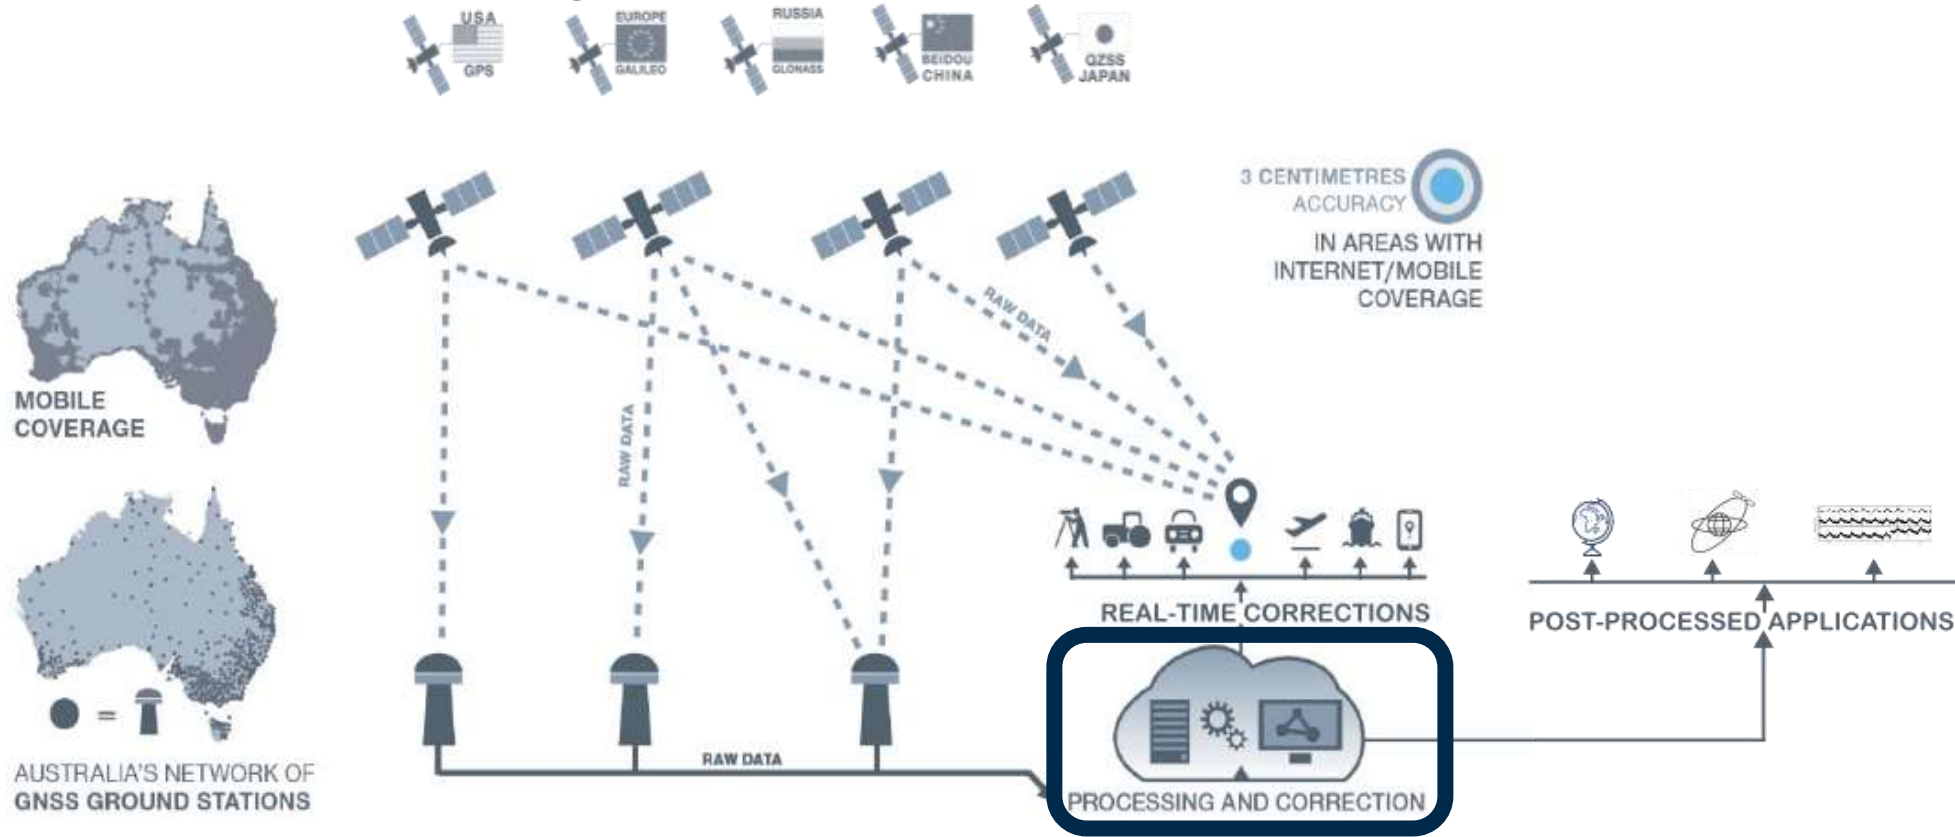 USA
GPS
EUROPE
GALILEO
RUSSIA
GLONASS
BEIDOU
CHINA
QZSS
JAPAN
3 CENTIMETRES
ACCURACY
IN AREAS WITH
INTERNET/MOBILE
COVERAGE
RAW DATA
MOBILE
COVERAGE
RAW DATA
REAL-TIME CORRECTIONS
POST-PROCESSED APPLICATIONS
=
RAW DATA
AUSTRALIA'S NETWORK OF
GNSS GROUND STATIONS
PROCESSING AND CORRECTION